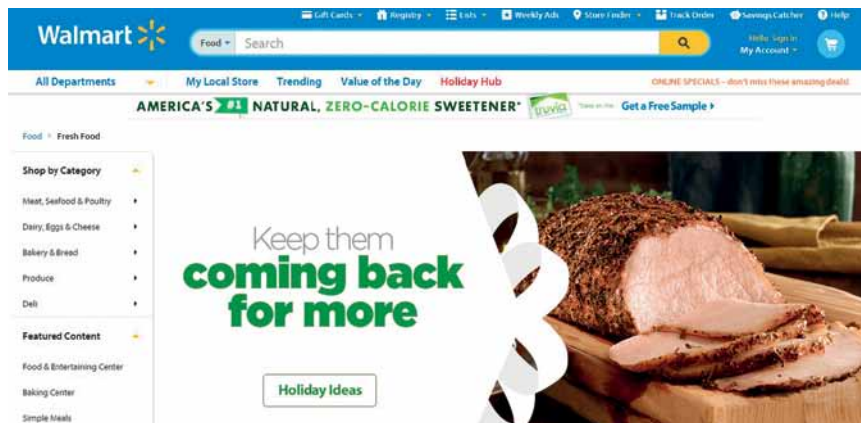 Gift Cards Registry Lists Weekly Ads Store Finder Track Order Savings Catcher Help
Walmart
Food Search
Hello. Sign In
My Account
All Departments My Local Store Trending Value of the Day Holiday Hub ONLINE SPECIALS – don't miss these amazing deals!
AMERICA'S #1 NATURAL, ZERO-CALORIE SWEETENER* truvia Get a Free Sample
Food Fresh Food
Shop by Category
Meat, Seafood & Poultry
Dairy, Eggs & Cheese
Bakery & Bread
Produce
Deli
Featured Content
Food & Entertaining Center
Baking Center
Simple Meals
Keep them
coming back
for more
Holiday Ideas